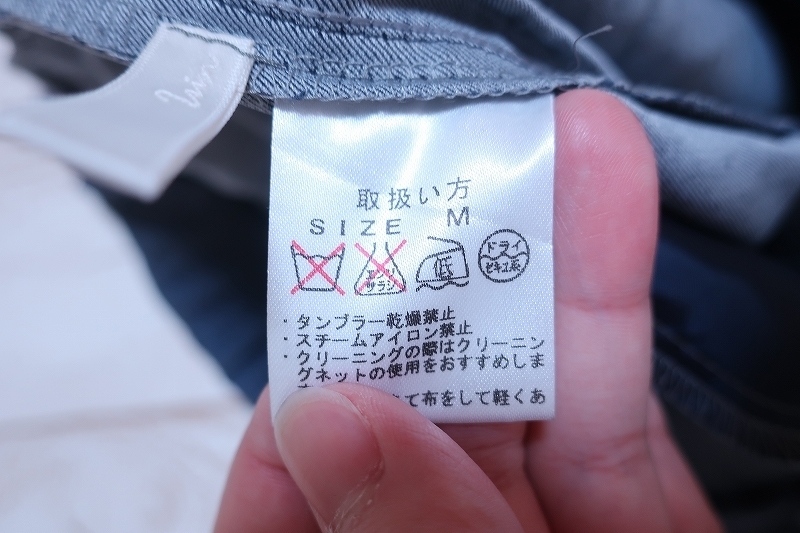 取扱い方
SIZE M
エンソ
サラシ
低
ドライ
セキユ系
・タンブラー乾燥禁止
・スチームアイロン禁止
・クリーニングの際はクリーニン
グネットの使用をおすすめしま
て布をして軽くあ